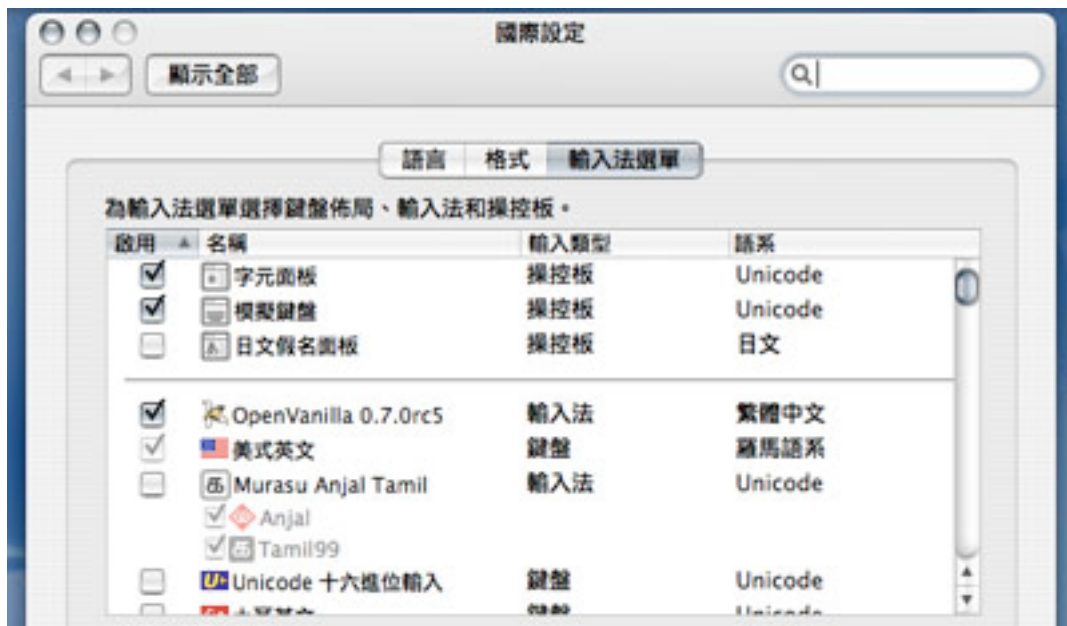 國際設定
顯示全部
語言 格式 輸入法選單
為輸入法選單選擇鍵盤佈局、輸入法和操控板。
啟用 名稱 輸入類型 語系
字元面板 操控板 Unicode
模擬鍵盤 操控板 Unicode
日文假名面板 操控板 日文
OpenVanilla 0.7.0rc5 輸入法 繁體中文
美式英文 鍵盤 羅馬語系
Murasu Anjal Tamil 輸入法 Unicode
Anjal
Tamil99
Unicode 十六進位輸入 鍵盤 Unicode